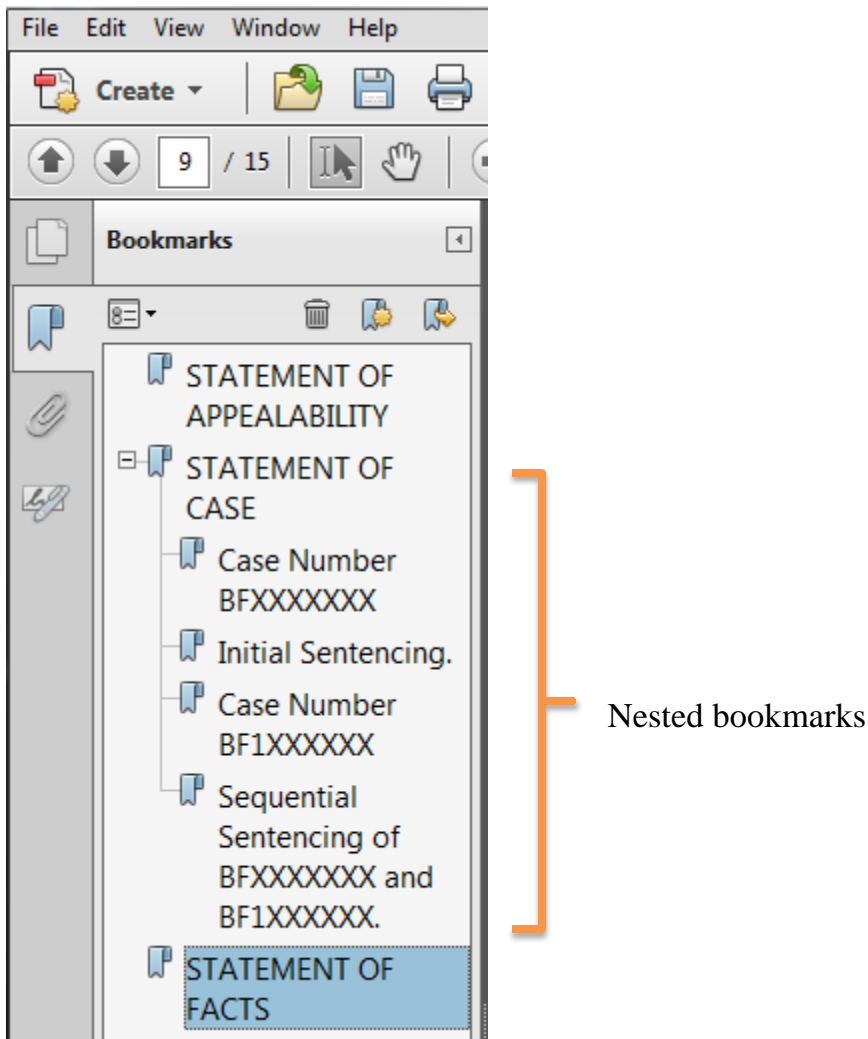 File Edit View Window Help
Create
9 / 15
Bookmarks
STATEMENT OF
APPEALABILITY
STATEMENT OF
CASE
Case Number
BFXXXXXXX
Initial Sentencing.
Case Number
BF1XXXXXX
Sequential
Sentencing of
BFXXXXXXX and
BF1XXXXXX.
Nested bookmarks
STATEMENT OF
FACTS